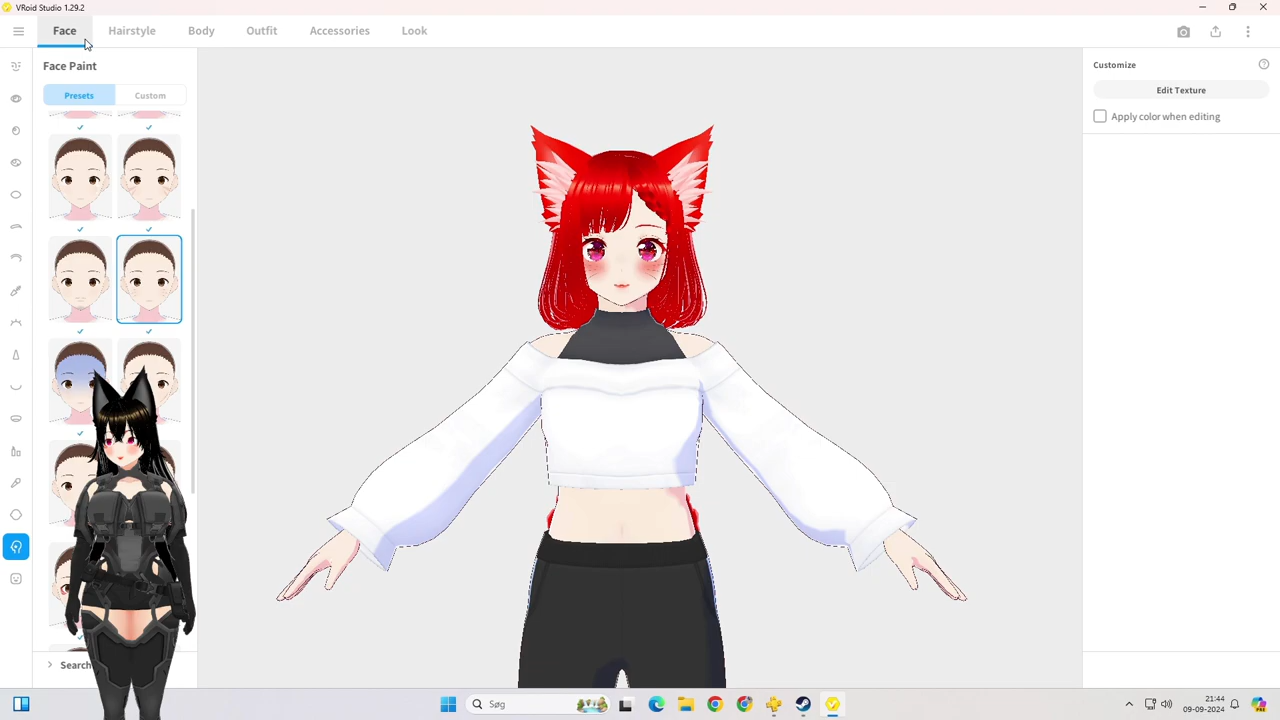 VRoid Studio 1.29.2
Face
Hairstyle
Body
Outfit
Accessories
Look
Face Paint
Presets
Custom
Search
Customize
Edit Texture
Apply color when editing
Søg
21:44
09-09-2024